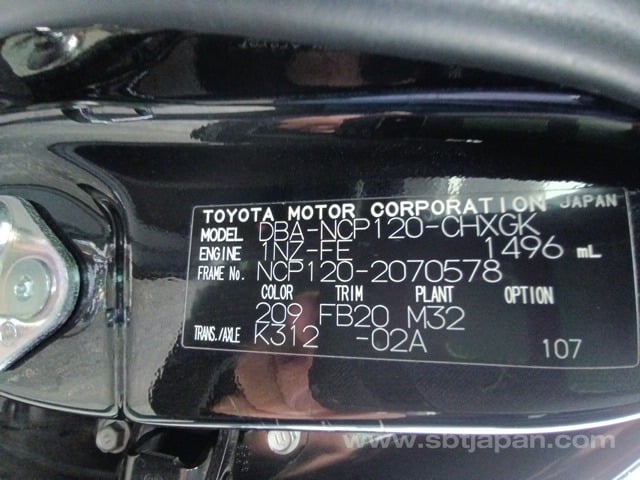 TOYOTA MOTOR CORPORATION JAPAN
MODEL DBA-NCP120-CHXGK
ENGINE 1NZ-FE 1496 mL
FRAME No. NCP120-2070578
COLOR TRIM PLANT OPTION
209 FB20 M32
TRANS./AXLE K312 -02A
107
www.sbtjapan.com